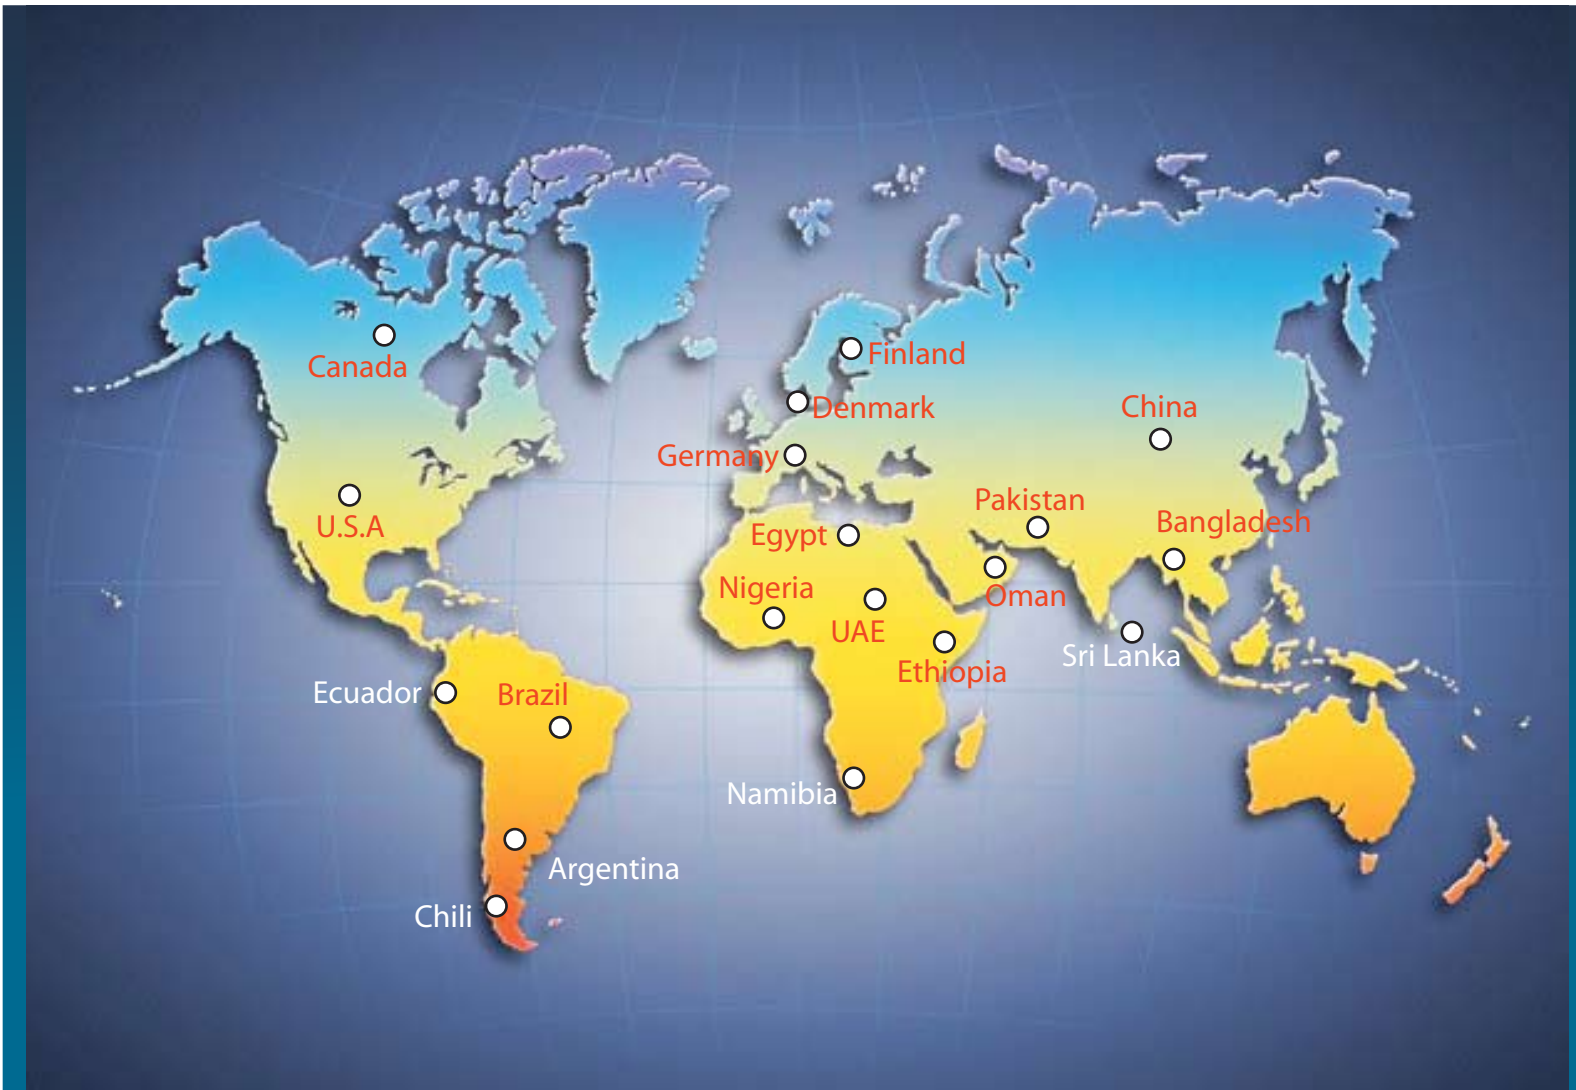 Canada
Finland
Denmark
China
Germany
Pakistan
U.S.A
Bangladesh
Egypt
Nigeria
Oman
UAE
Sri Lanka
Ethiopia
Ecuador
Brazil
Namibia
Argentina
Chili